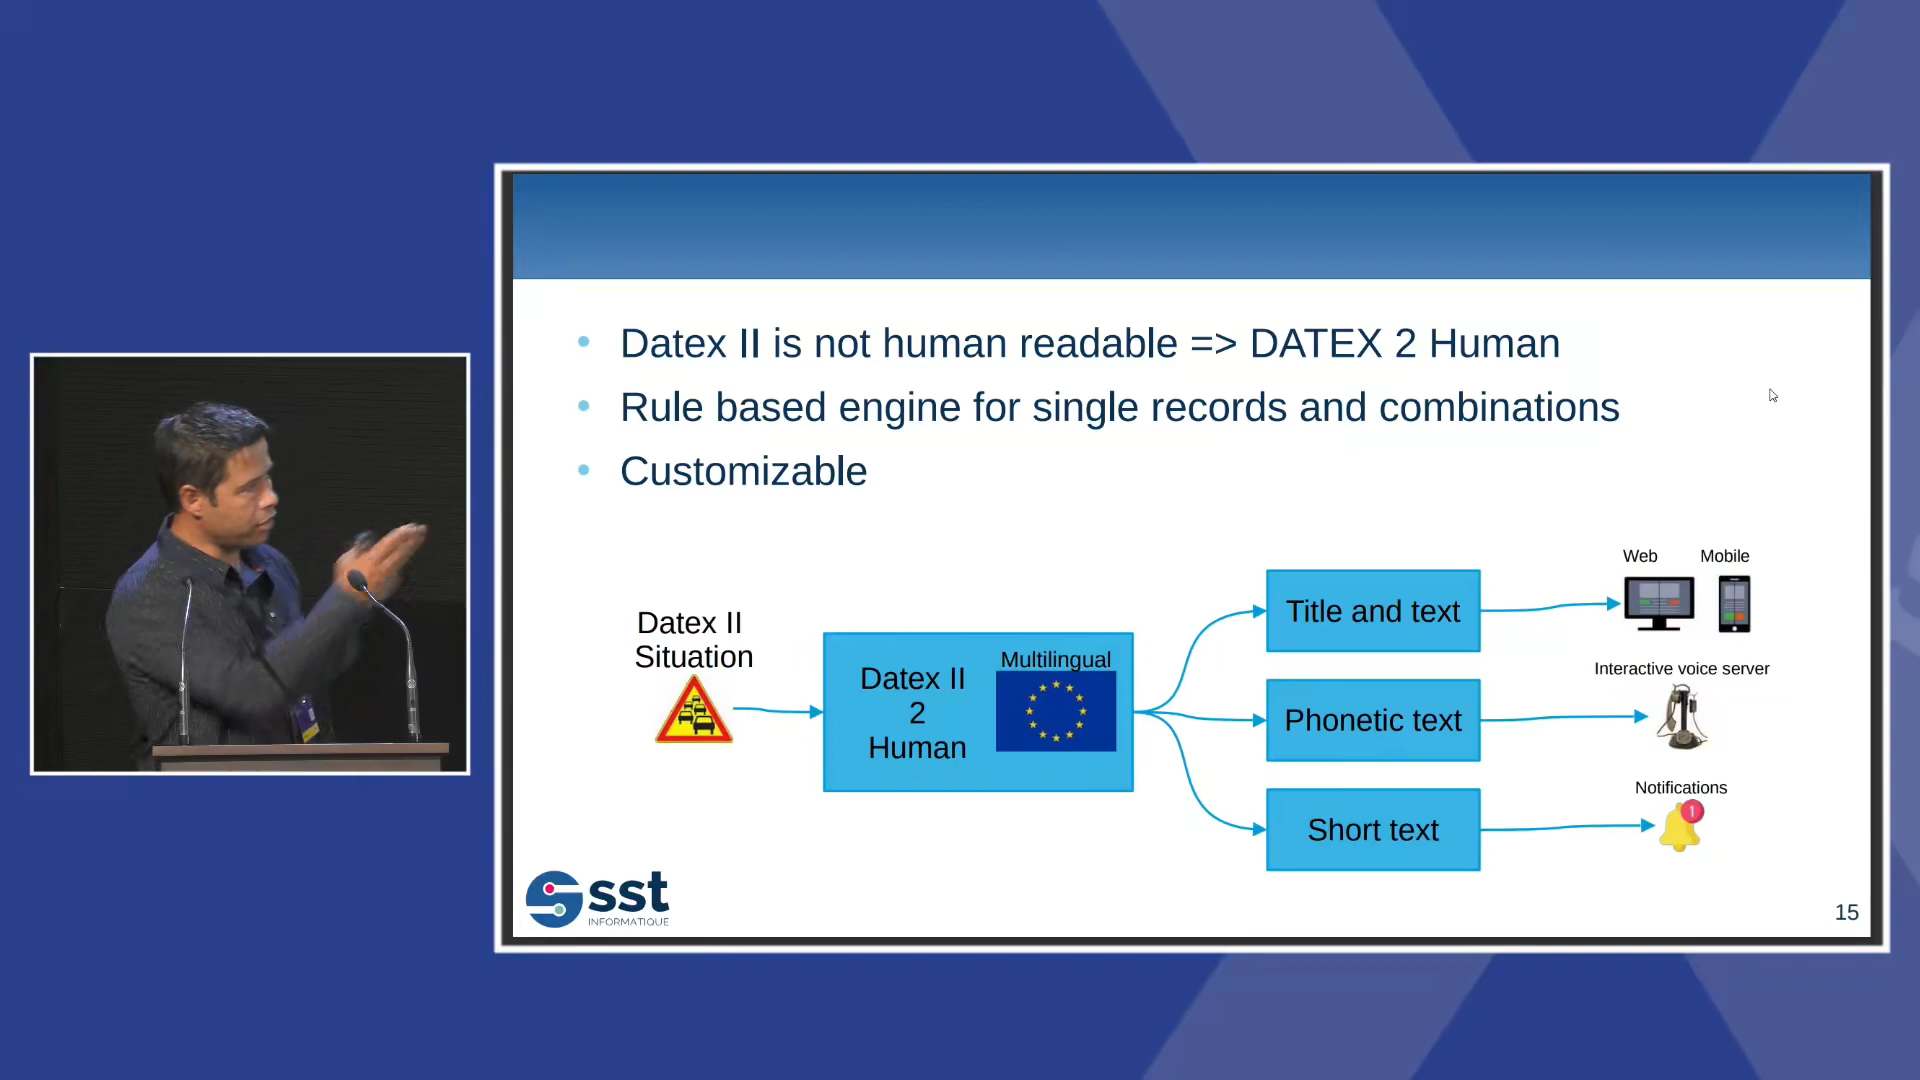 Datex II is not human readable => DATEX 2 Human
Rule based engine for single records and combinations
Customizable
Datex II
Situation
Datex II
2
Human
Multilingual
Title and text
Phonetic text
Short text
Web
Mobile
Interactive voice server
Notifications
1
sst
INFORMATIQUE
15